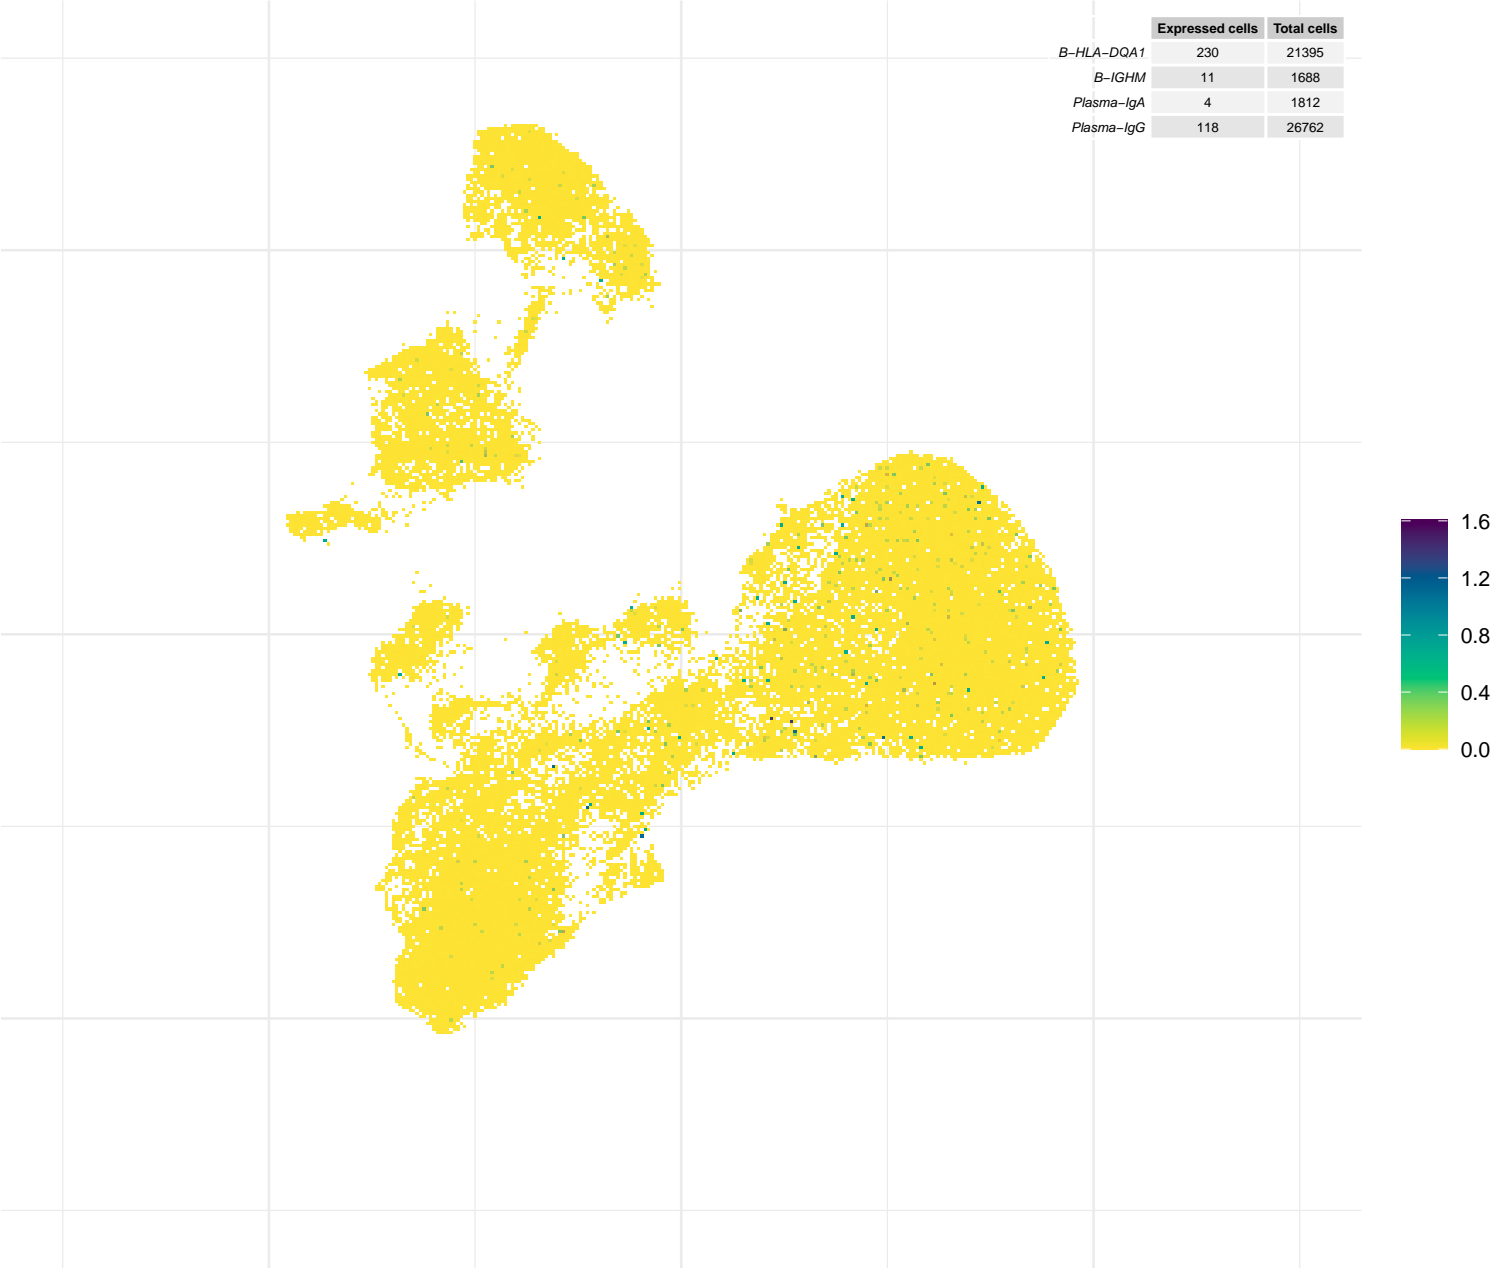 Expressed cells Total cells
B−HLA−DQA1 230 21395
B−IGHM 11 1688
Plasma−IgA 4 1812
Plasma−IgG 118 26762
1.6
1.2
0.8
0.4
0.0